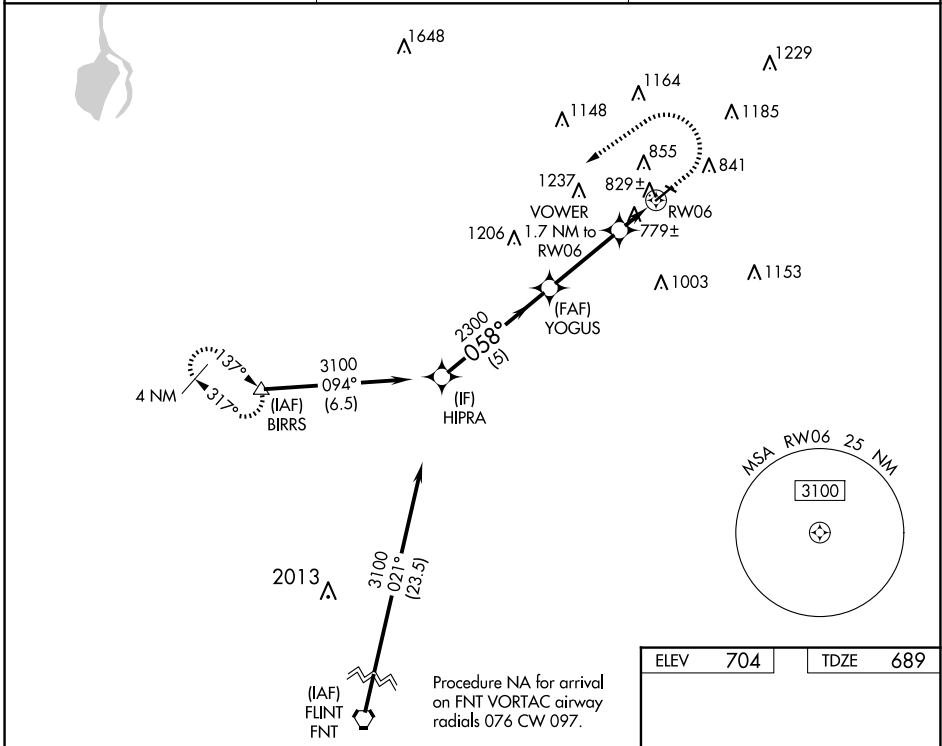 1648
1229
1164
1148
1185
855
841
1237
829±
VOWER
1.7 NM to
RW06
RW06
1206
779±
1003
1153
(FAF)
YOGUS
2300
058°
(5)
137°
317°
4 NM
(IAF)
BIRRS
3100
094°
(6.5)
(IF)
HIPRA
MSA RW06 25 NM
3100
2013
3100
021°
(23.5)
(IAF)
FLINT
FNT
Procedure NA for arrival
on FNT VORTAC airway
radials 076 CW 097.
ELEV 704
TDZE 689